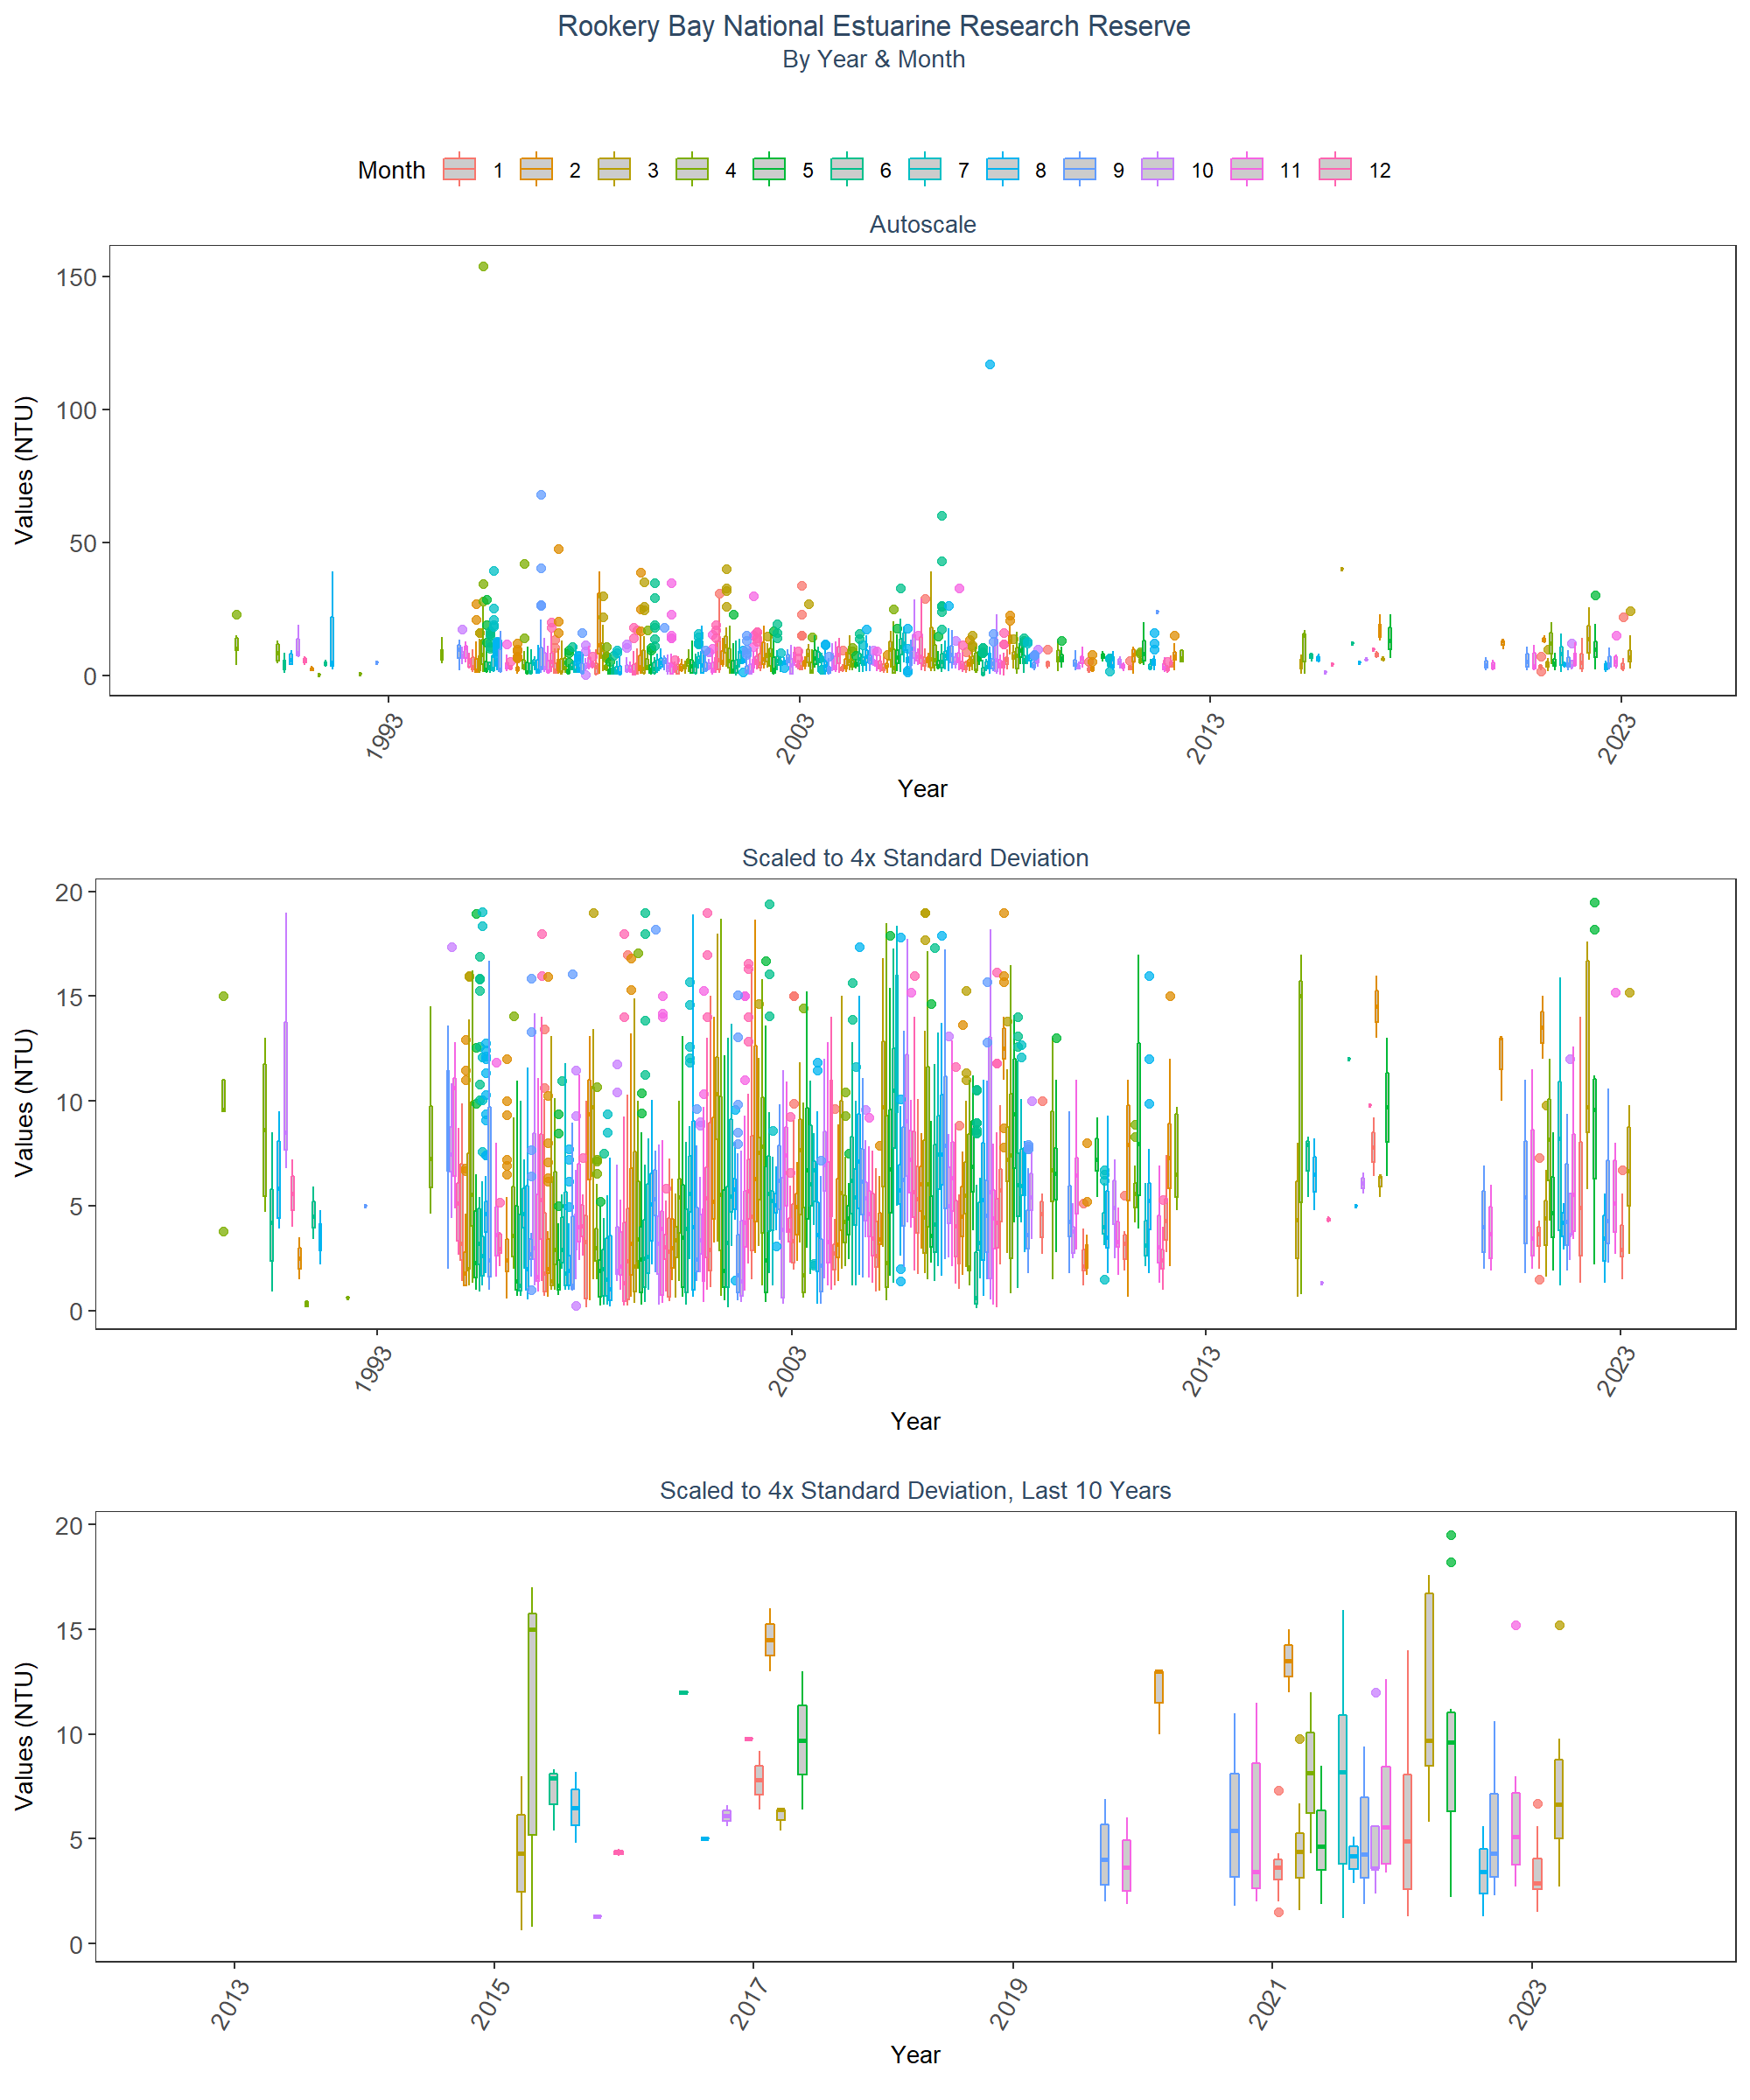 Rookery Bay National Estuarine Research Reserve
By Year & Month
Month 1 2 3 4 5 6 7 8 9 10 11 12
Autoscale
Values (NTU)
150
100
50
0
1993 2003 2013 2023
Year
Scaled to 4x Standard Deviation
Values (NTU)
20
15
10
5
0
1993 2003 2013 2023
Year
Scaled to 4x Standard Deviation, Last 10 Years
Values (NTU)
20
15
10
5
0
2013 2015 2017 2019 2021 2023
Year